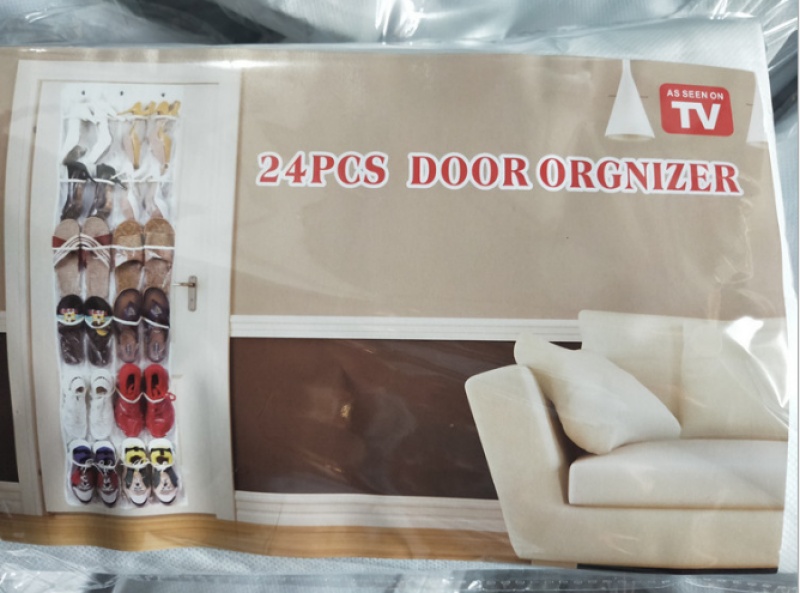 AS SEEN ON
TV
24PCS DOOR ORGNIZER